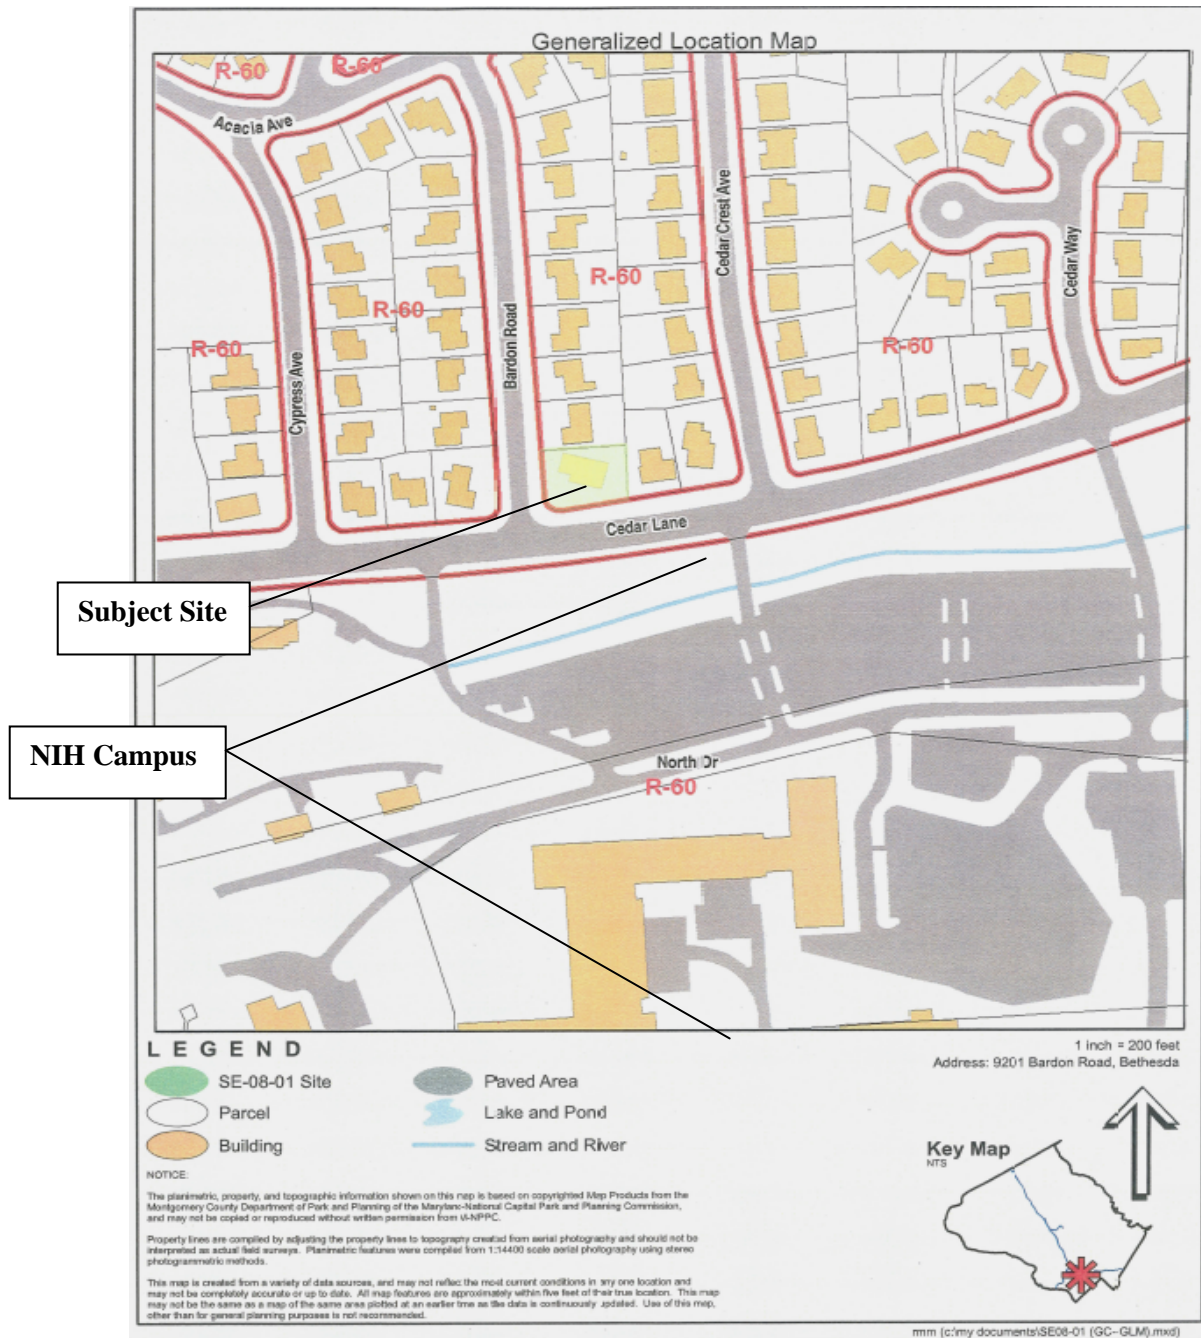 Generalized Location Map
R-60
R-60
Acacia Ave
Cedar Crest Ave
Cedar Way
R-60
R-60
Bardon Road
R-60
R-60
Cypress Ave
Cedar Lane
Subject Site
NIH Campus
North Dr
R-60
LEGEND
SE-08-01 Site
Parcel
Building
Paved Area
Lake and Pond
Stream and River
1 inch = 200 feet
Address: 9201 Bardon Road, Bethesda
Key Map
NTS
NOTICE:
The planimetric, property, and topographic information shown on this map is based on copyrighted Map Products from the
Montgomery County Department of Park and Planning of the Maryland-National Capital Park and Planning Commission,
and may not be copied or reproduced without written permission from M-NPPC.
Property lines are compiled by adjusting the property lines to topography created from aerial photography and should not be
interpreted as actual field surveys. Planimetric features were compiled from 1:14400 scale aerial photography using stereo
photogrammetric methods.
This map is created from a variety of data sources, and may not reflect the most current conditions in any one location and
may not be completely accurate or up to date. All map features are approximately within five feet of their true location. This map
may not be the same as a map of the same area plotted at an earlier time as the data is continuously updated. Use of this map,
other than for general planning purposes is not recommended.
mm (c:\my documents\SE08-01 (GC-GLM).mxd)